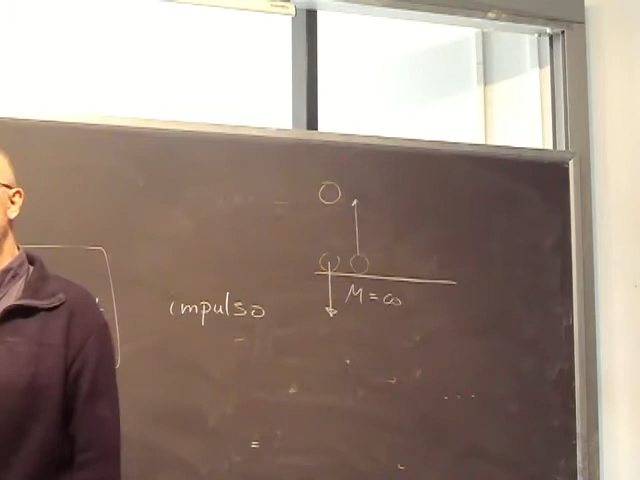 M = ∞
impulso
=